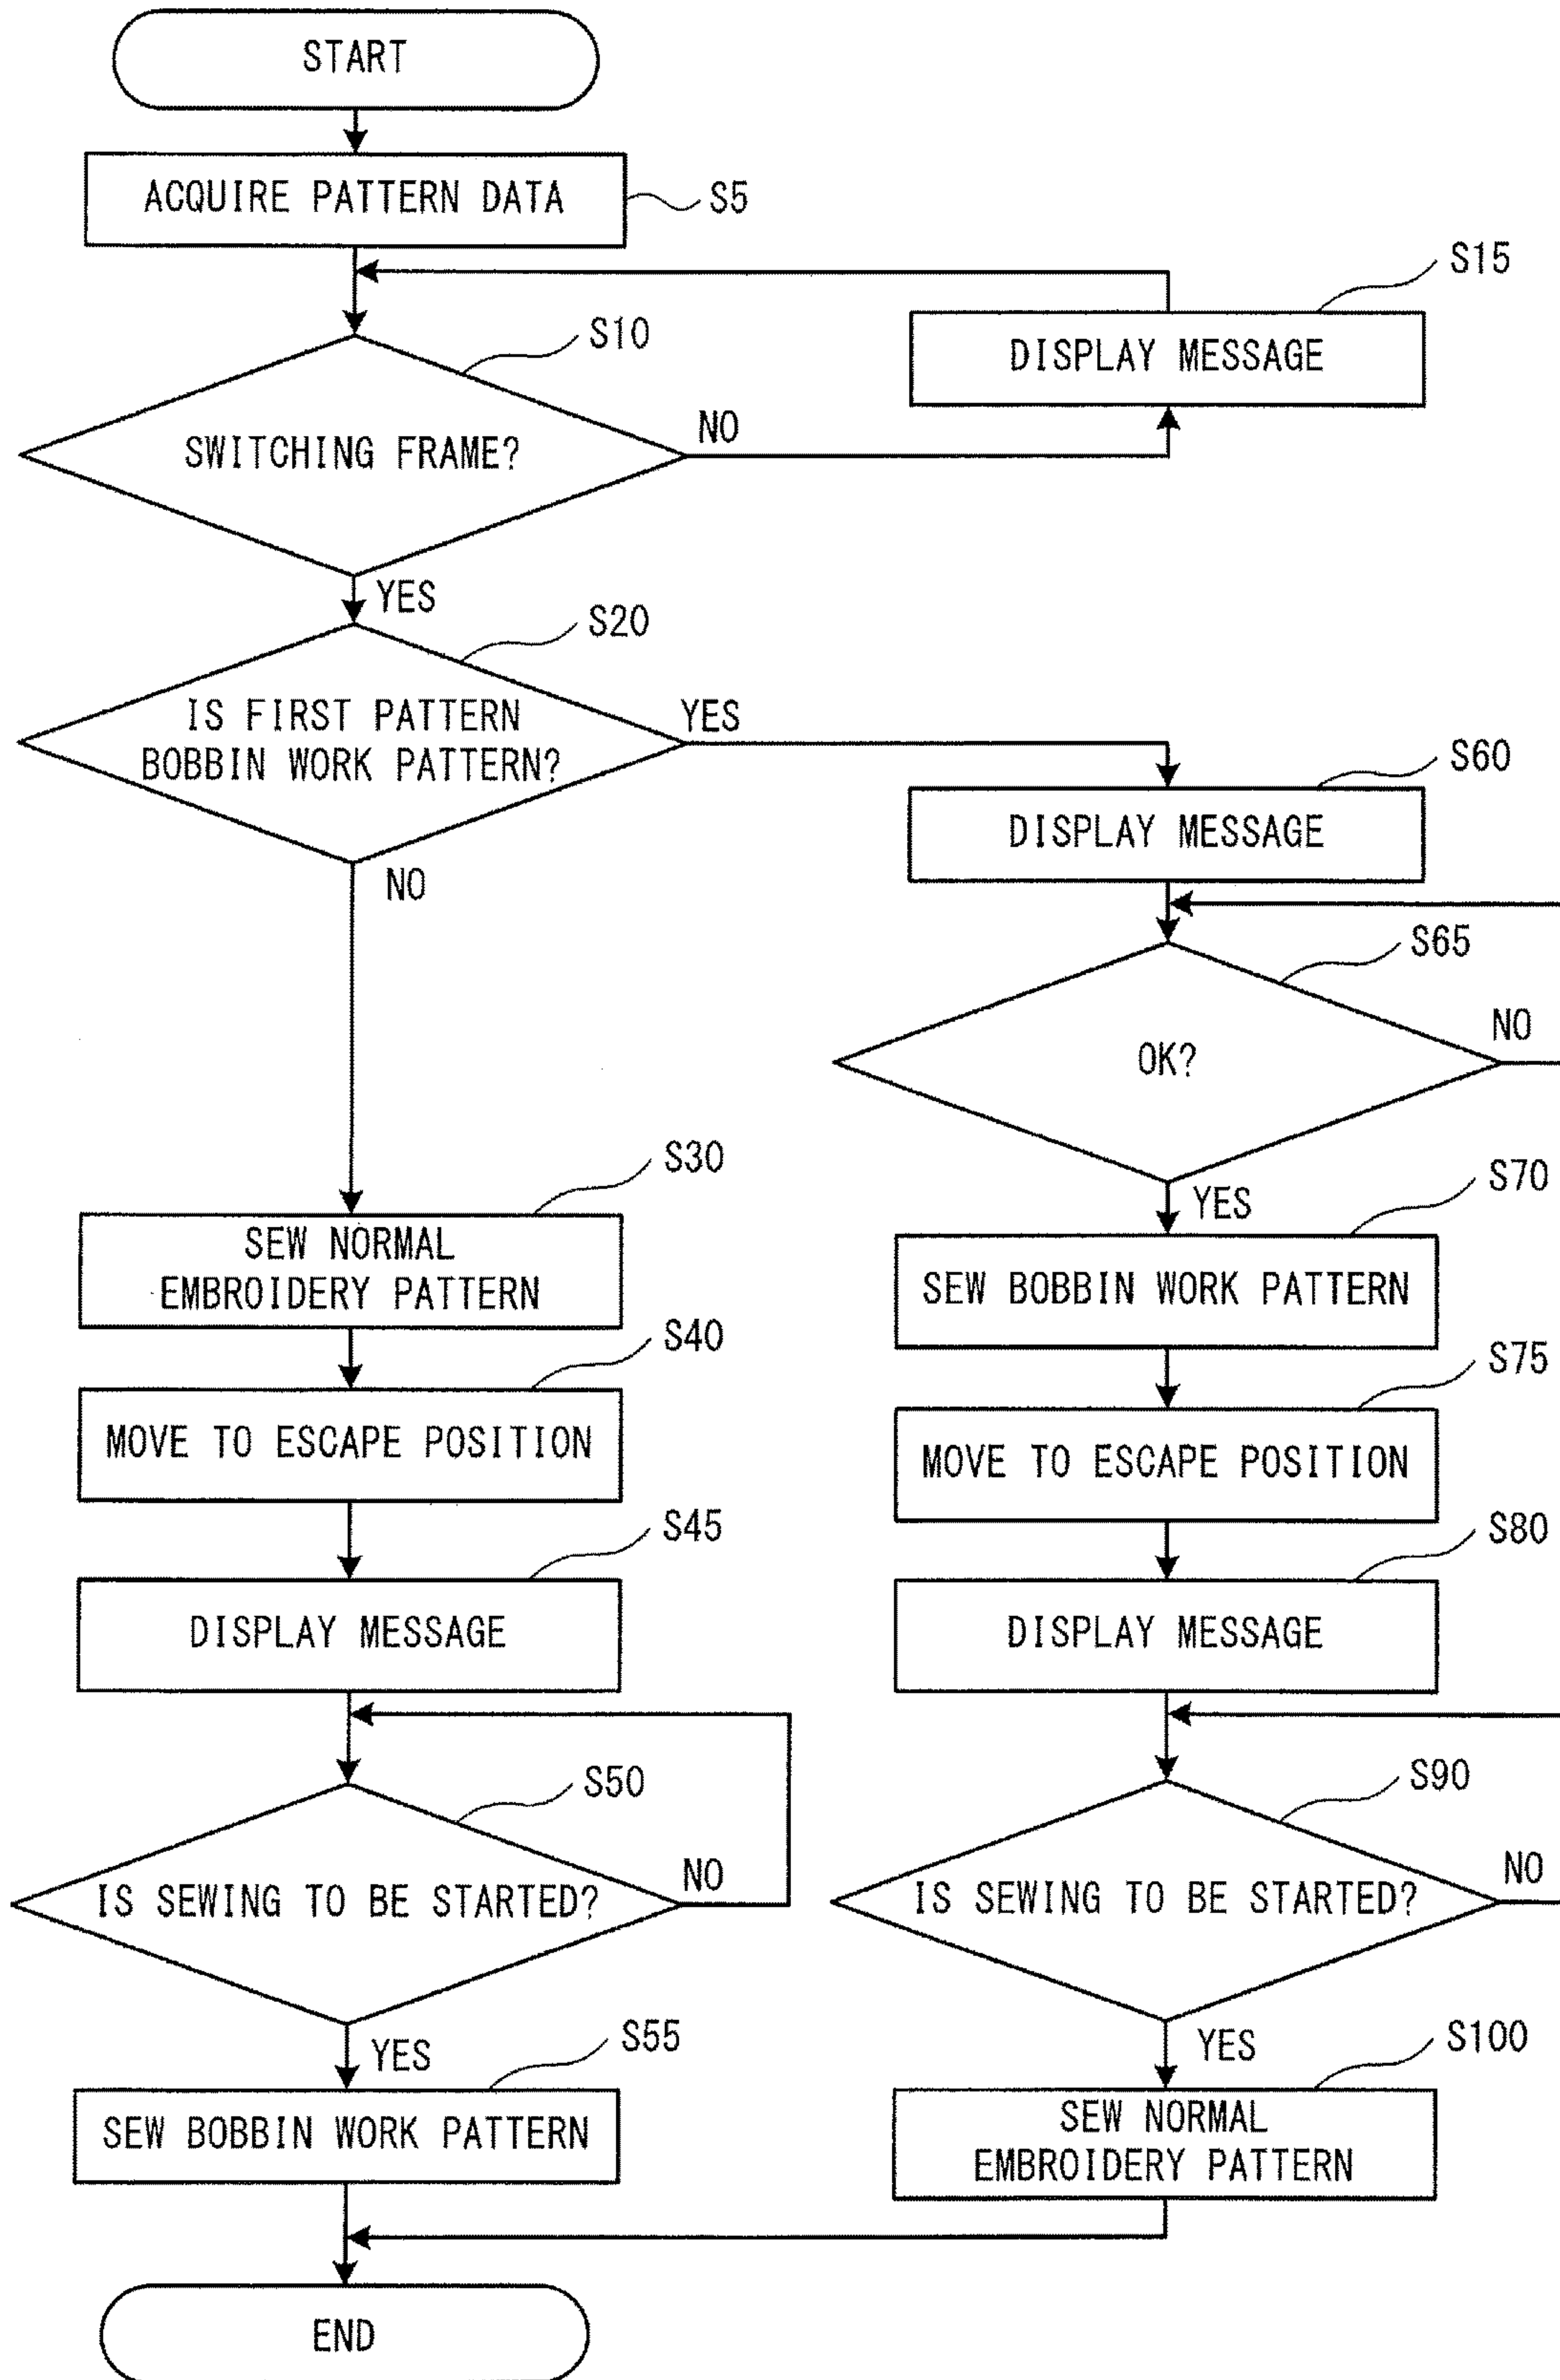 START
ACQUIRE PATTERN DATA
S5
S15
DISPLAY MESSAGE
S10
SWITCHING FRAME?
NO
YES
S20
IS FIRST PATTERN
BOBBIN WORK PATTERN?
YES
NO
S60
DISPLAY MESSAGE
S65
OK?
NO
YES
S30
SEW NORMAL
EMBROIDERY PATTERN
S70
SEW BOBBIN WORK PATTERN
S40
MOVE TO ESCAPE POSITION
S75
MOVE TO ESCAPE POSITION
S45
DISPLAY MESSAGE
S80
DISPLAY MESSAGE
S50
IS SEWING TO BE STARTED?
NO
YES
S90
IS SEWING TO BE STARTED?
NO
YES
S55
SEW BOBBIN WORK PATTERN
S100
SEW NORMAL
EMBROIDERY PATTERN
END